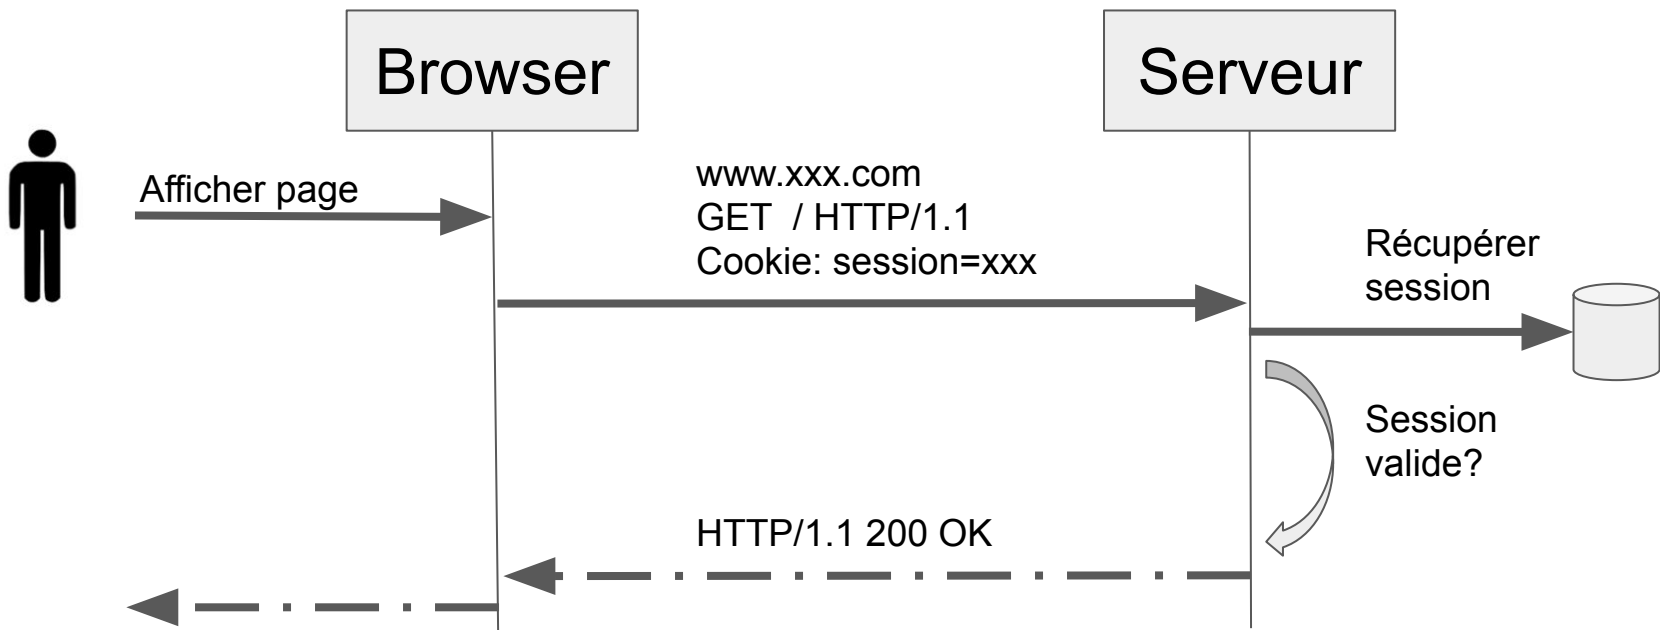 Browser
Serveur
Afficher page
www.xxx.com
GET  / HTTP/1.1
Cookie: session=xxx
Récupérer
session
Session
valide?
HTTP/1.1 200 OK